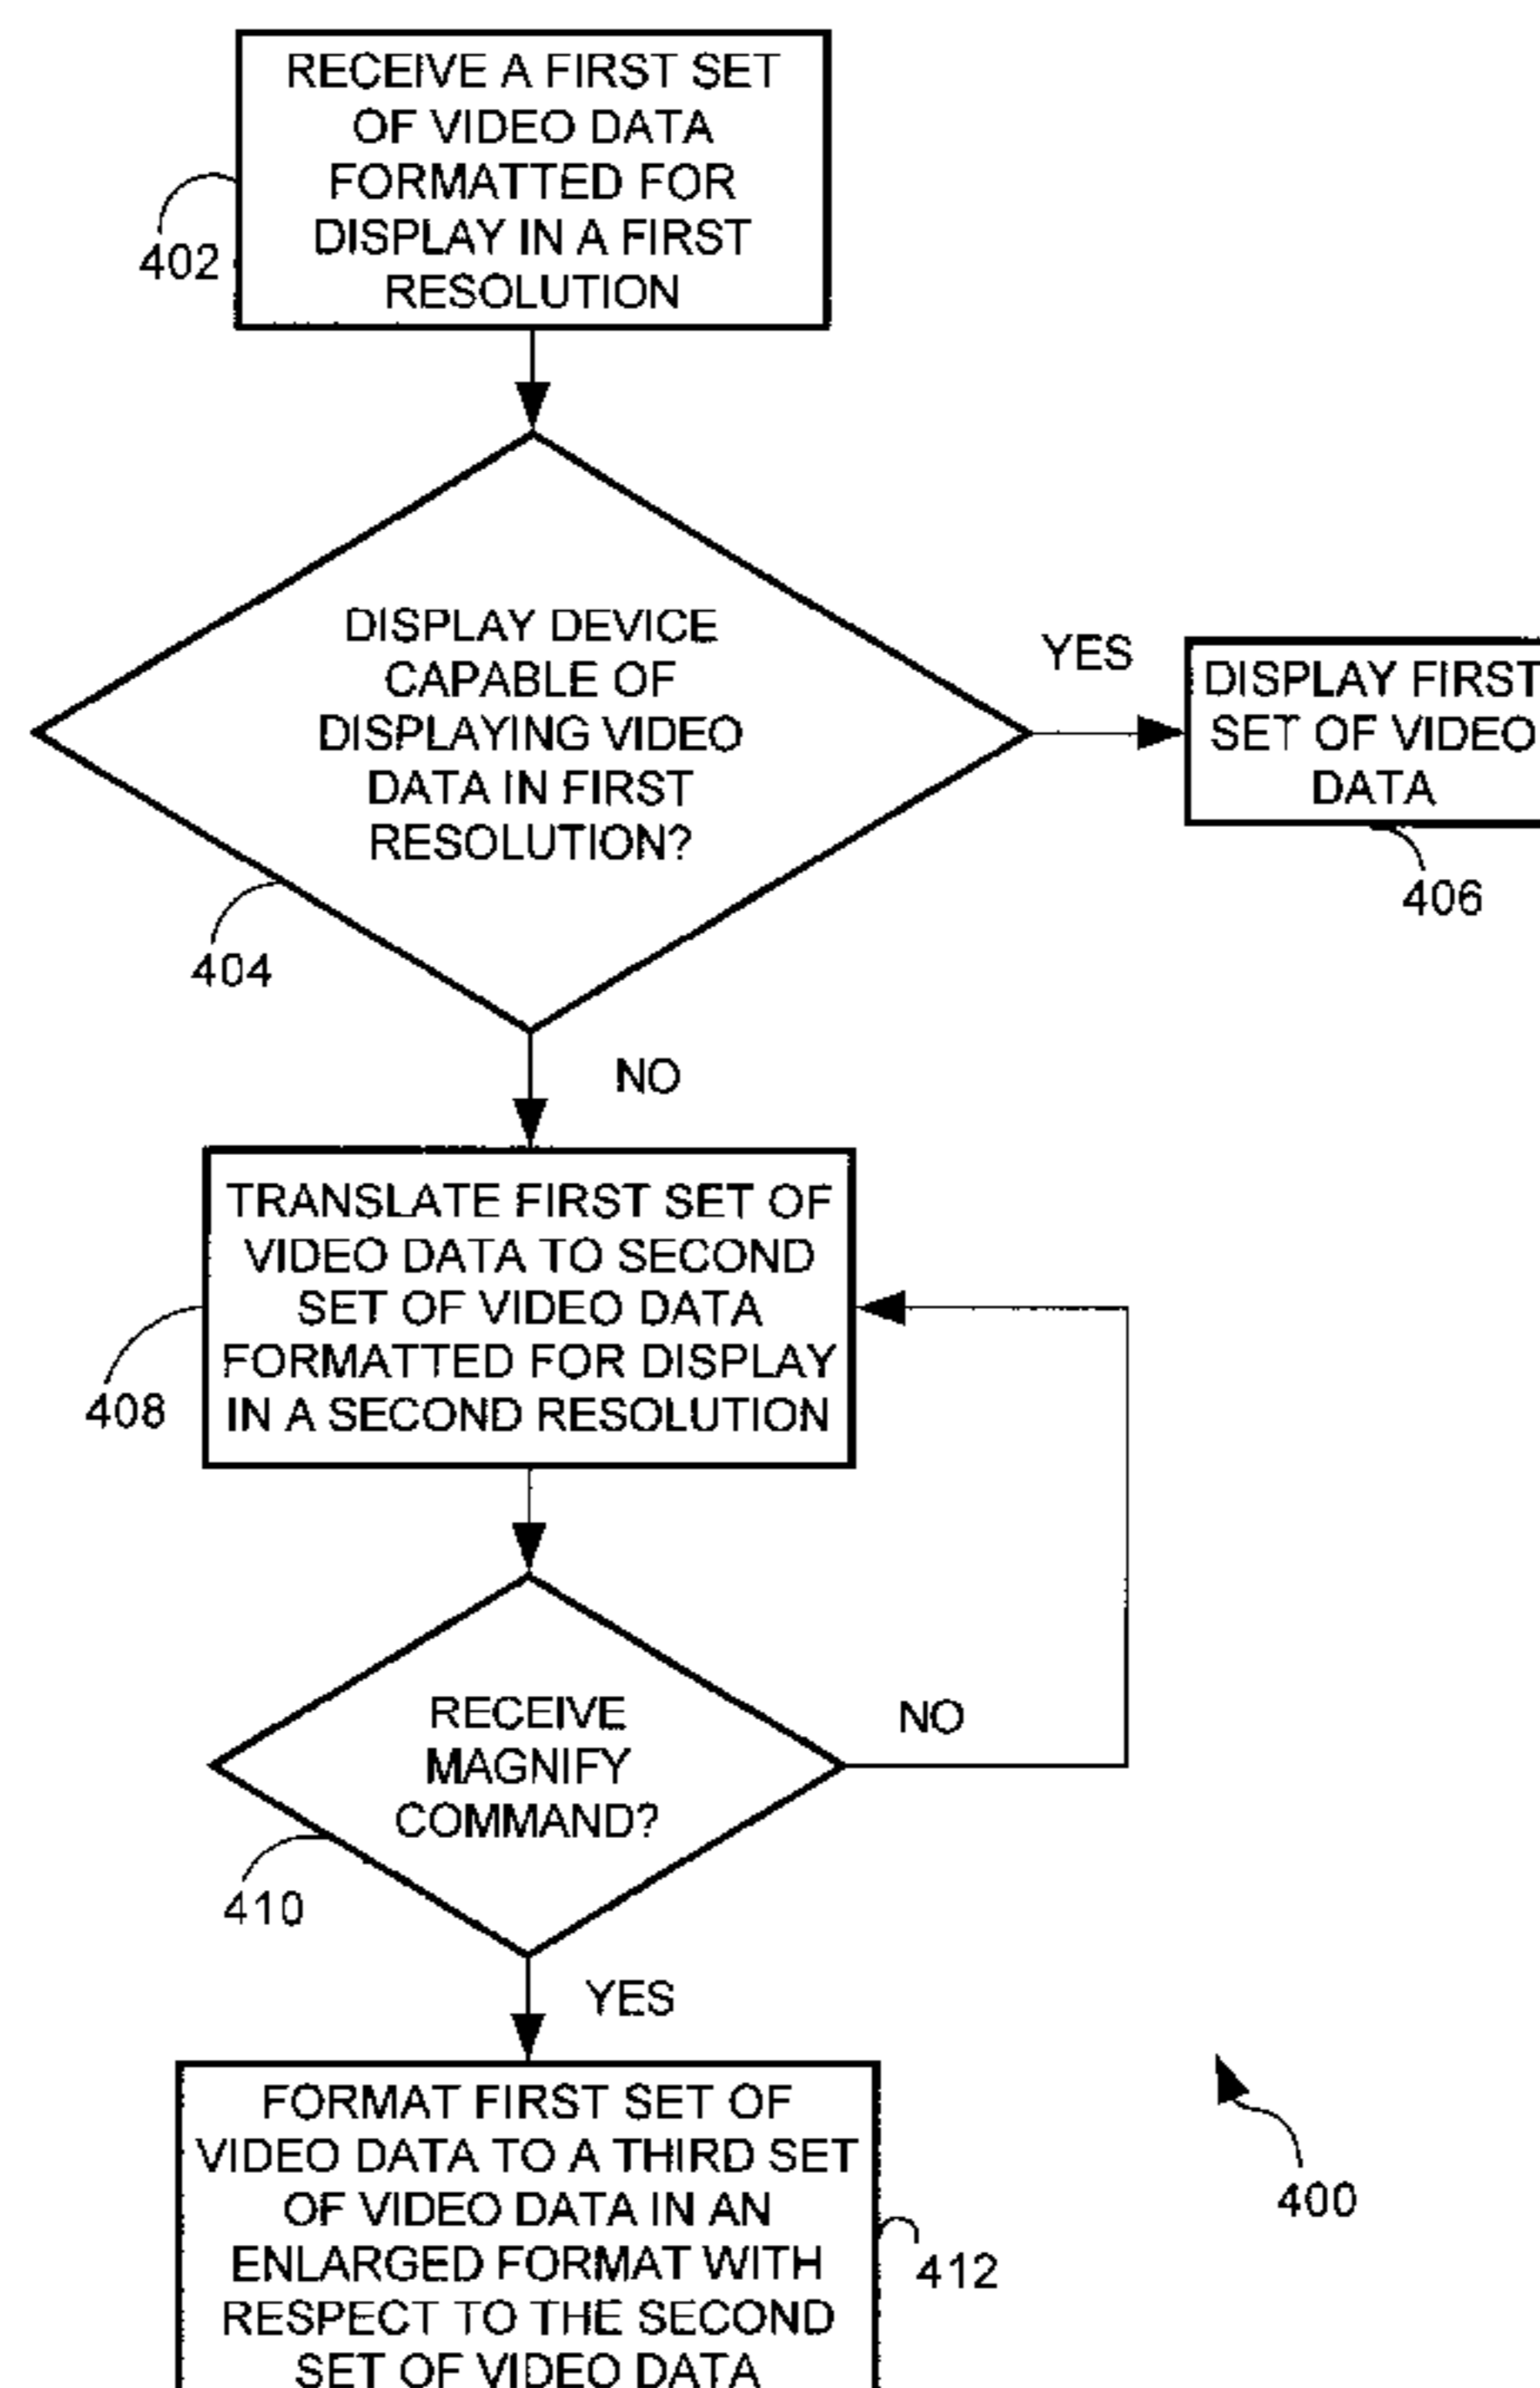 RECEIVE A FIRST SET
OF VIDEO DATA
FORMATTED FOR
DISPLAY IN A FIRST
RESOLUTION
402
DISPLAY DEVICE
CAPABLE OF
DISPLAYING VIDEO
DATA IN FIRST
RESOLUTION?
404
YES
DISPLAY FIRST
SET OF VIDEO
DATA
406
NO
TRANSLATE FIRST SET OF
VIDEO DATA TO SECOND
SET OF VIDEO DATA
FORMATTED FOR DISPLAY
IN A SECOND RESOLUTION
408
RECEIVE
MAGNIFY
COMMAND?
410
NO
YES
FORMAT FIRST SET OF
VIDEO DATA TO A THIRD SET
OF VIDEO DATA IN AN
ENLARGED FORMAT WITH
RESPECT TO THE SECOND
SET OF VIDEO DATA
412
400